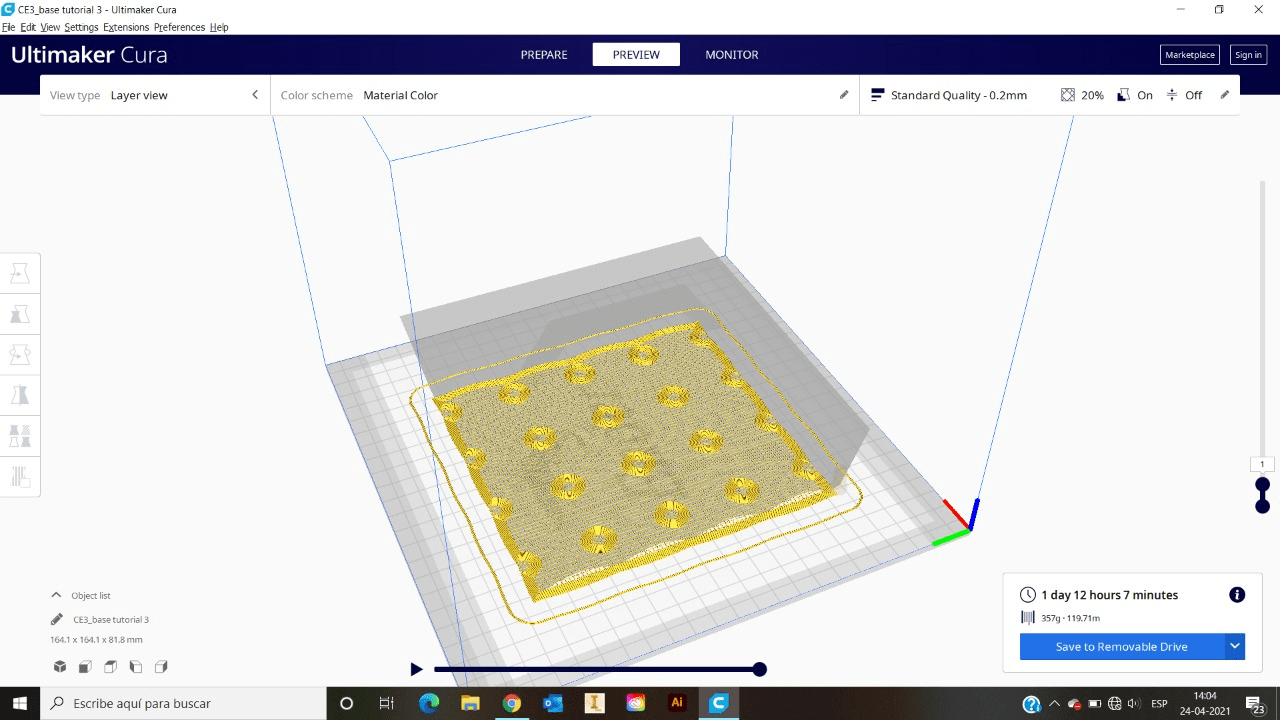 CE3_base tutorial 3 - Ultimaker Cura
File Edit View Settings Extensions Preferences Help
Ultimaker Cura
PREPARE
PREVIEW
MONITOR
Marketplace
Sign in
View type Layer view
Color scheme Material Color
Standard Quality - 0.2mm
20%
On
Off
1
Object list
CE3_base tutorial 3
164.1 x 164.1 x 81.8 mm
1 day 12 hours 7 minutes
357g · 119.71m
Save to Removable Drive
Escribe aquí para buscar
Ai
ESP
14:04
24-04-2021
23